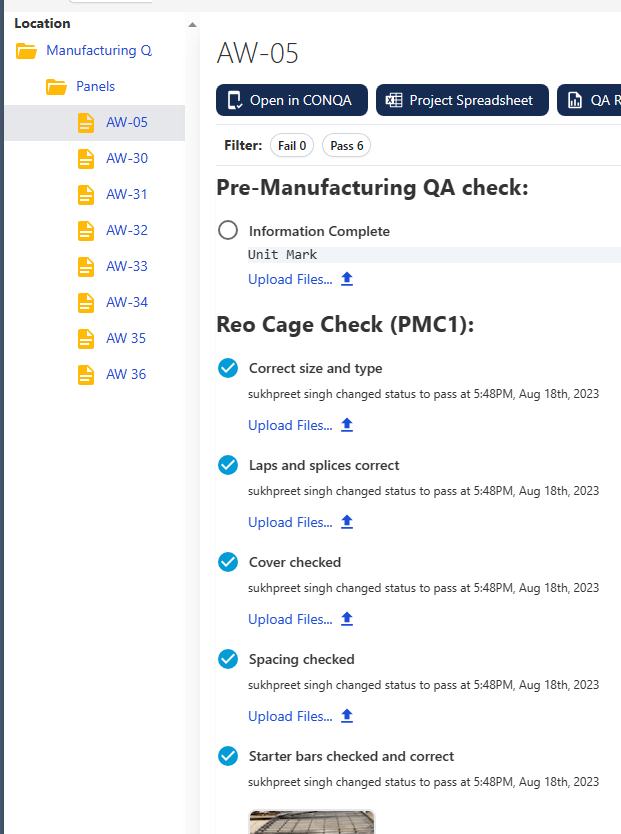 Location
Manufacturing Q
Panels
AW-05
AW-30
AW-31
AW-32
AW-33
AW-34
AW 35
AW 36
AW-05
Open in CONQA
Project Spreadsheet
QA R
Filter: Fail 0 Pass 6
Pre-Manufacturing QA check:
Information Complete
Unit Mark
Upload Files...
Reo Cage Check (PMC1):
Correct size and type
sukhpreet singh changed status to pass at 5:48PM, Aug 18th, 2023
Upload Files...
Laps and splices correct
sukhpreet singh changed status to pass at 5:48PM, Aug 18th, 2023
Upload Files...
Cover checked
sukhpreet singh changed status to pass at 5:48PM, Aug 18th, 2023
Upload Files...
Spacing checked
sukhpreet singh changed status to pass at 5:48PM, Aug 18th, 2023
Upload Files...
Starter bars checked and correct
sukhpreet singh changed status to pass at 5:48PM, Aug 18th, 2023